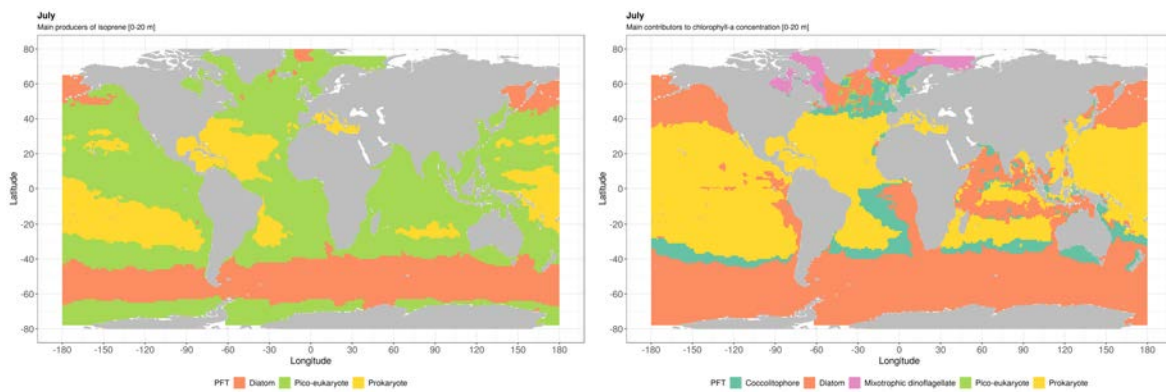 July
Main producers of isoprene [0-20 m]
80
60
40
20
0
-20
-40
-60
-80
Latitude
-180 -150 -120 -90 -60 -30 0 30 60 90 120 150 180
Longitude
PFT Diatom Pico-eukaryote Prokaryote
July
Main contributors to chlorophyll-a concentration [0-20 m]
80
60
40
20
0
-20
-40
-60
-80
Latitude
-180 -150 -120 -90 -60 -30 0 30 60 90 120 150 180
Longitude
PFT Coccolitophore Diatom Mixotrophic dinoflagellate Pico-eukaryote Prokaryote